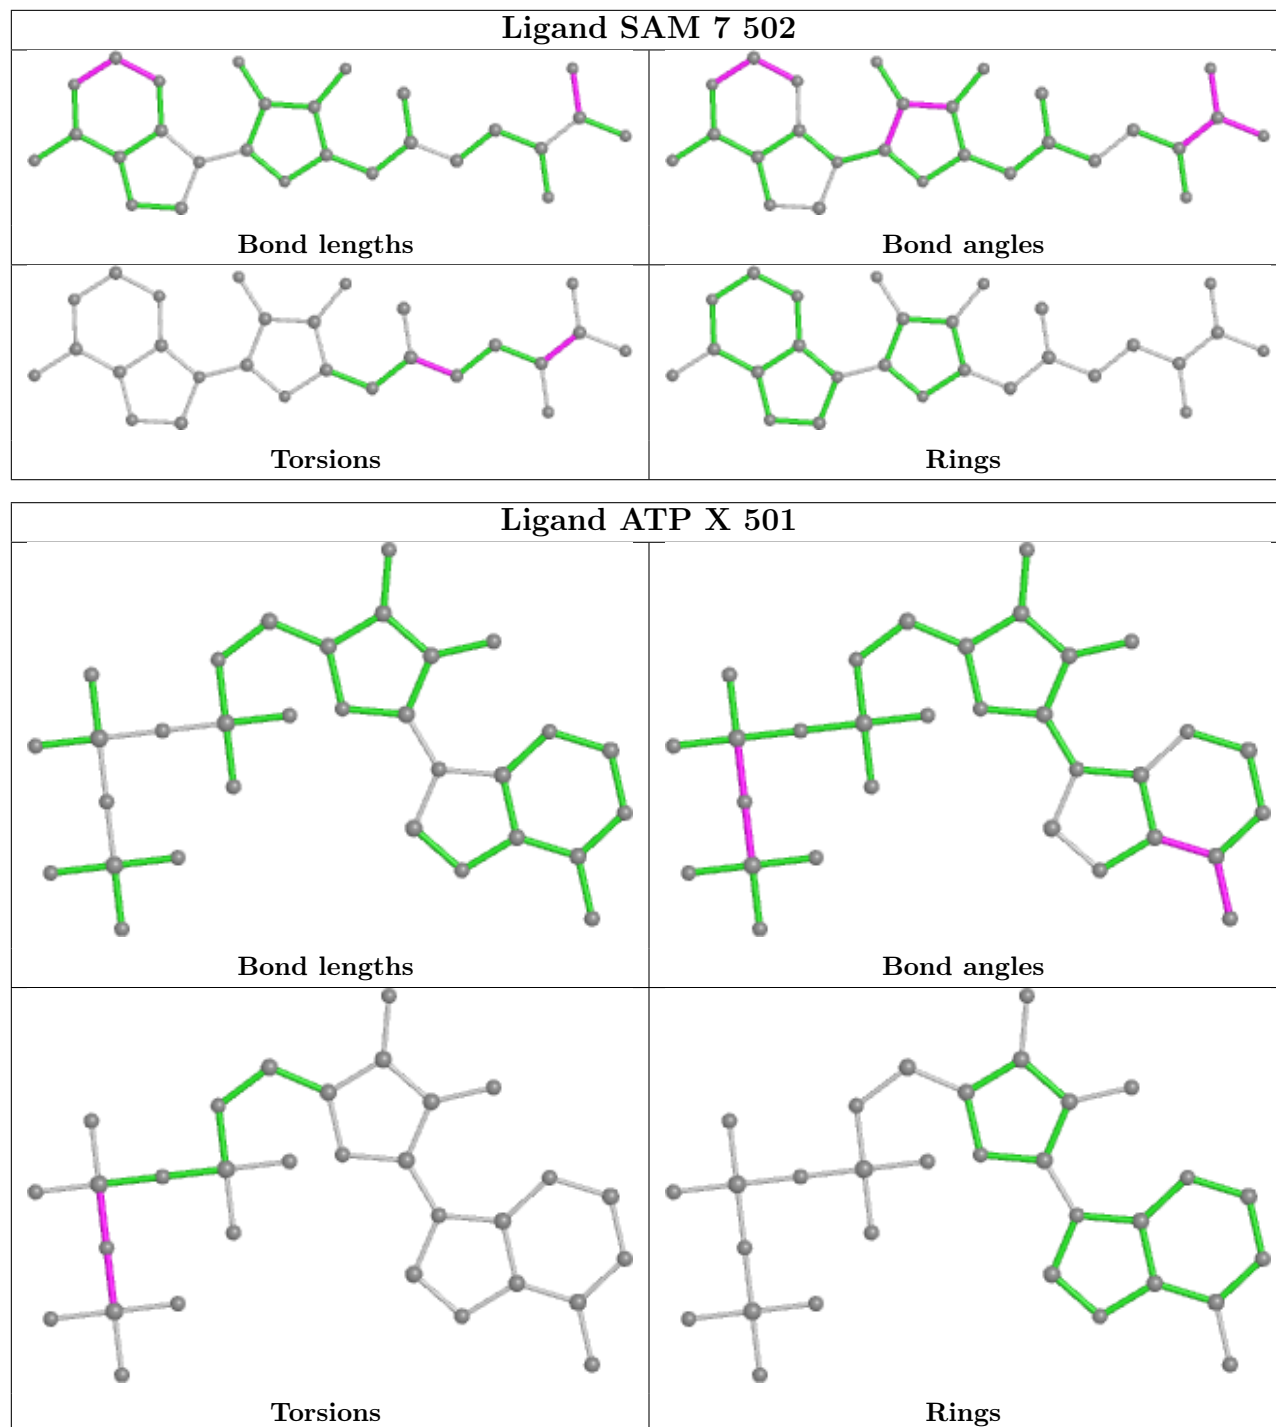 Ligand SAM 7 502
Bond lengths
Bond angles
Torsions
Rings
Ligand ATP X 501
Bond lengths
Bond angles
Torsions
Rings